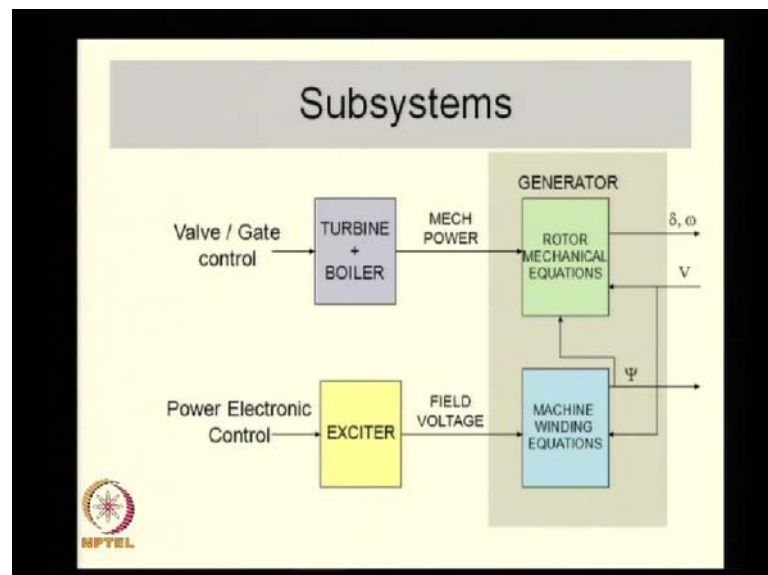 Subsystems
GENERATOR
Valve / Gate
control
TURBINE
+
BOILER
MECH
POWER
ROTOR
MECHANICAL
EQUATIONS
δ, ω
V
Power Electronic
Control
EXCITER
FIELD
VOLTAGE
MACHINE
WINDING
EQUATIONS
Ψ
NPTEL